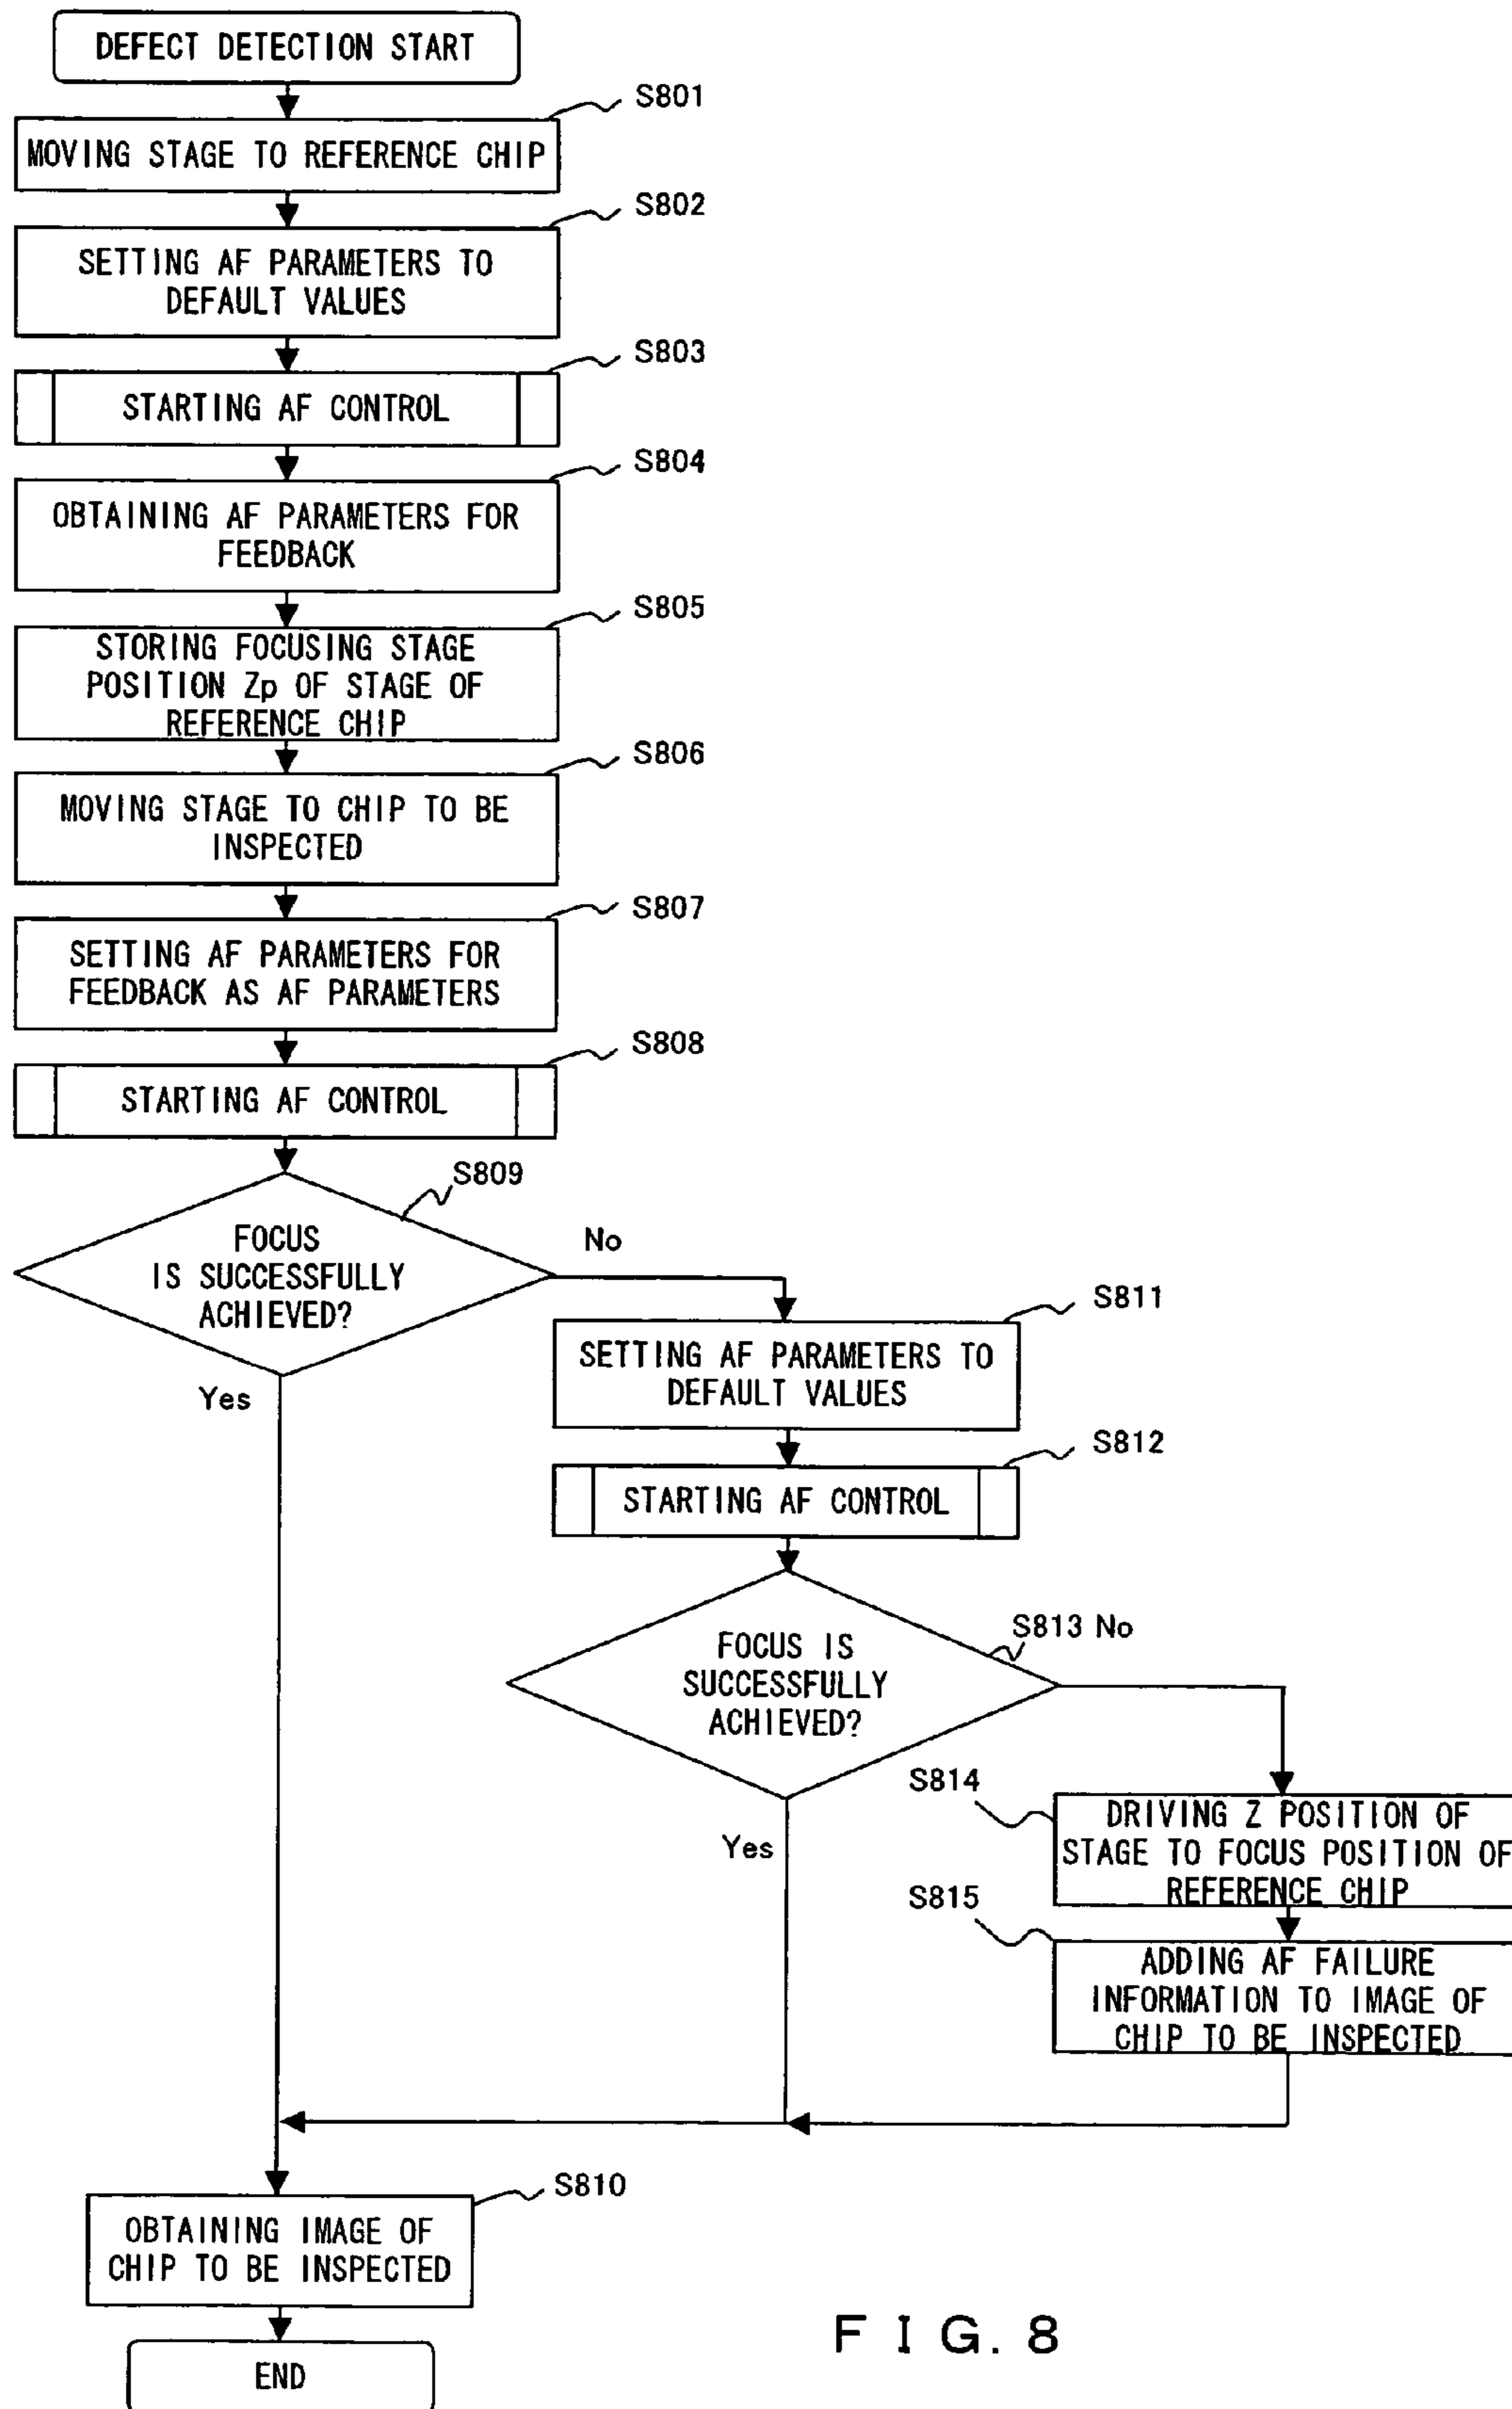 DEFECT DETECTION START
S801
MOVING STAGE TO REFERENCE CHIP
S802
SETTING AF PARAMETERS TO
DEFAULT VALUES
S803
STARTING AF CONTROL
S804
OBTAINING AF PARAMETERS FOR
FEEDBACK
S805
STORING FOCUSING STAGE
POSITION Zp OF STAGE OF
REFERENCE CHIP
S806
MOVING STAGE TO CHIP TO BE
INSPECTED
S807
SETTING AF PARAMETERS FOR
FEEDBACK AS AF PARAMETERS
S808
STARTING AF CONTROL
S809
FOCUS
IS SUCCESSFULLY
ACHIEVED?
No
Yes
S811
SETTING AF PARAMETERS TO
DEFAULT VALUES
S812
STARTING AF CONTROL
S813 No
FOCUS IS
SUCCESSFULLY
ACHIEVED?
Yes
S814
DRIVING Z POSITION OF
STAGE TO FOCUS POSITION OF
REFERENCE CHIP
S815
ADDING AF FAILURE
INFORMATION TO IMAGE OF
CHIP TO BE INSPECTED
S810
OBTAINING IMAGE OF
CHIP TO BE INSPECTED
END
FIG. 8